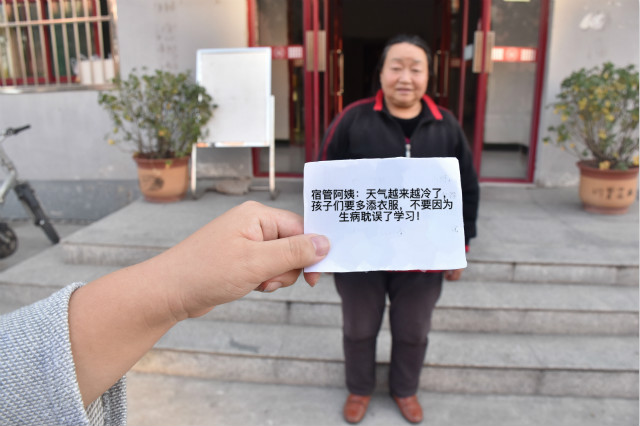 宿管阿姨：天气越来越冷了，
孩子们要多添衣服，不要因为
生病耽误了学习！